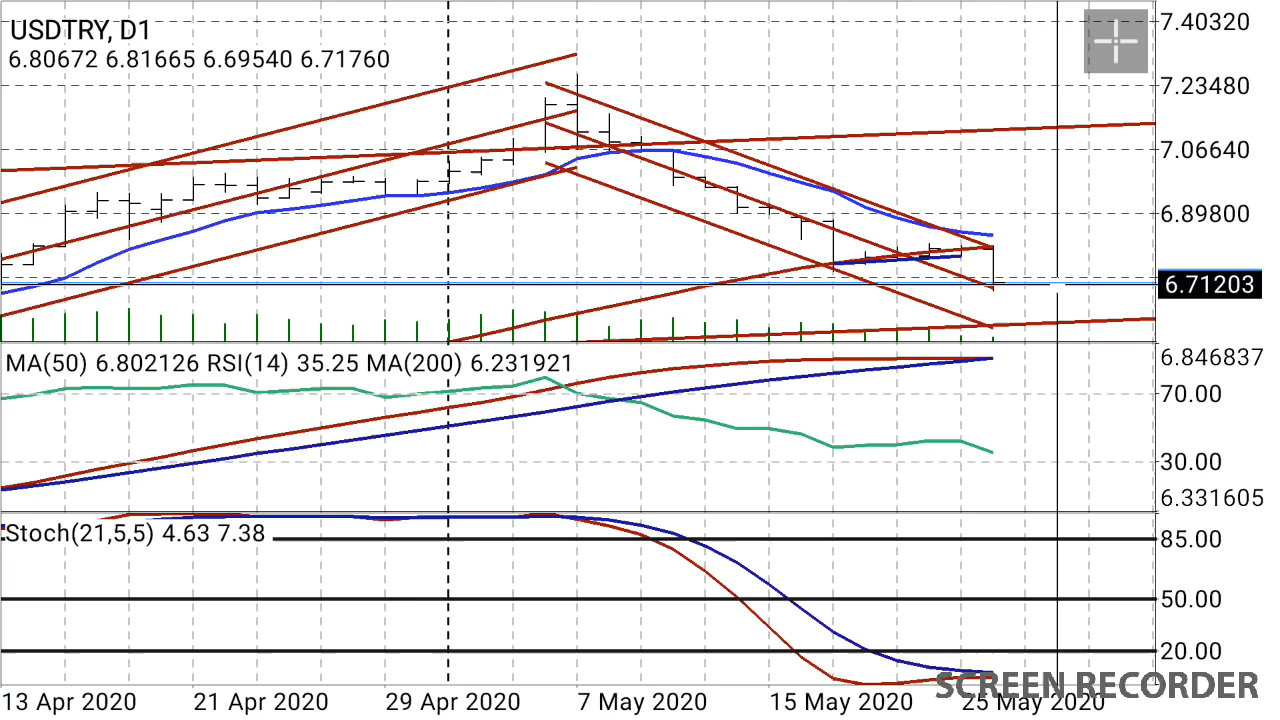 USDTRY, D1
6.80672 6.81665 6.69540 6.71760
7.40320
7.23480
7.06640
6.89800
6.71203
MA(50) 6.802126 RSI(14) 35.25 MA(200) 6.231921
6.846837
70.00
30.00
6.331605
Stoch(21,5,5) 4.63 7.38
85.00
50.00
20.00
13 Apr 2020 21 Apr 2020 29 Apr 2020 7 May 2020 15 May 2020 25 May 2020
SCREEN RECORDER